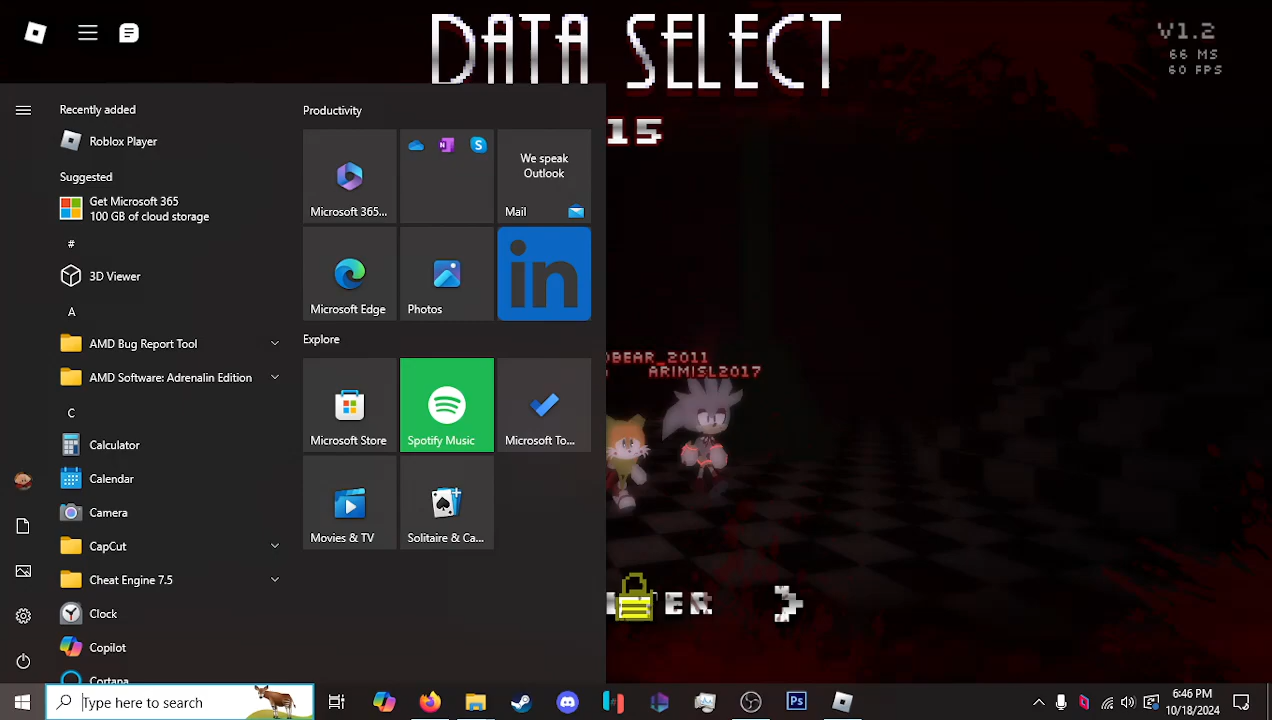 DATA SELECT
V1.2
66 MS
60 FPS
15
Recently added
Roblox Player
Suggested
Get Microsoft 365
100 GB of cloud storage
#
3D Viewer
A
AMD Bug Report Tool
AMD Software: Adrenalin Edition
C
Calculator
Calendar
Camera
CapCut
Cheat Engine 7.5
Clock
Copilot
Cortana
Productivity
Microsoft 365...
We speak
Outlook
Mail
Microsoft Edge
Photos
in
Explore
Microsoft Store
Spotify Music
Microsoft To...
Movies & TV
Solitaire & Ca...
ARIMISL2017
Type here to search
Ps
6:46 PM
10/18/2024